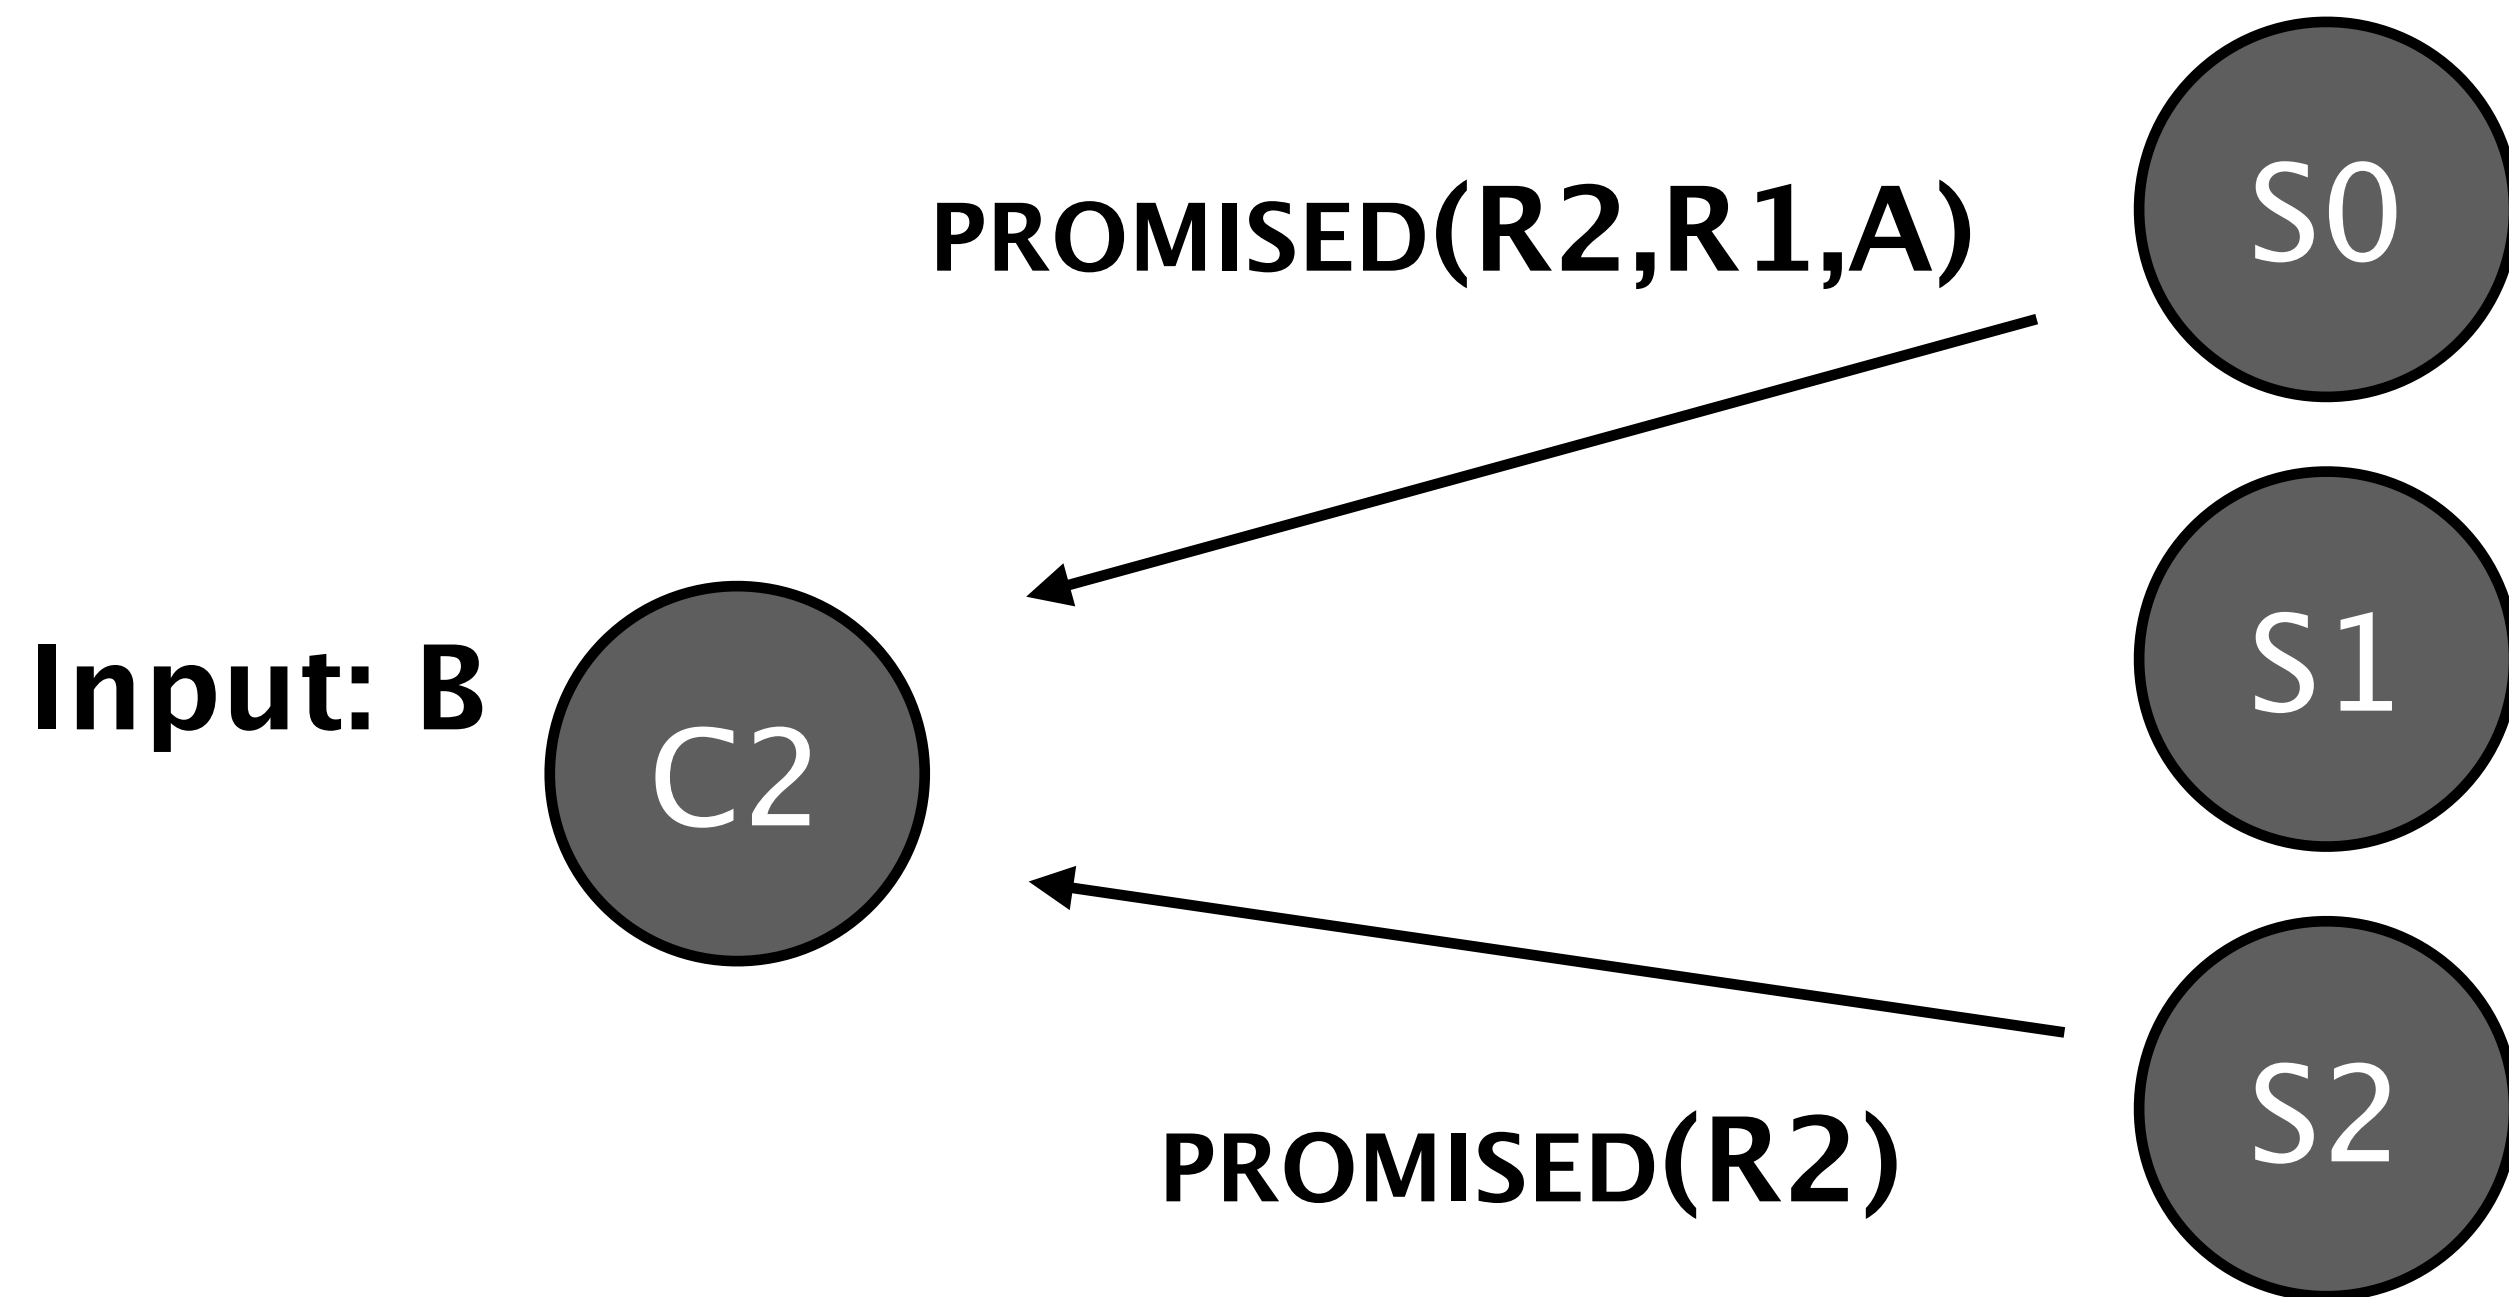 S0
PROMISED(R2,R1,A)
S1
Input: B
C2
S2
PROMISED(R2)